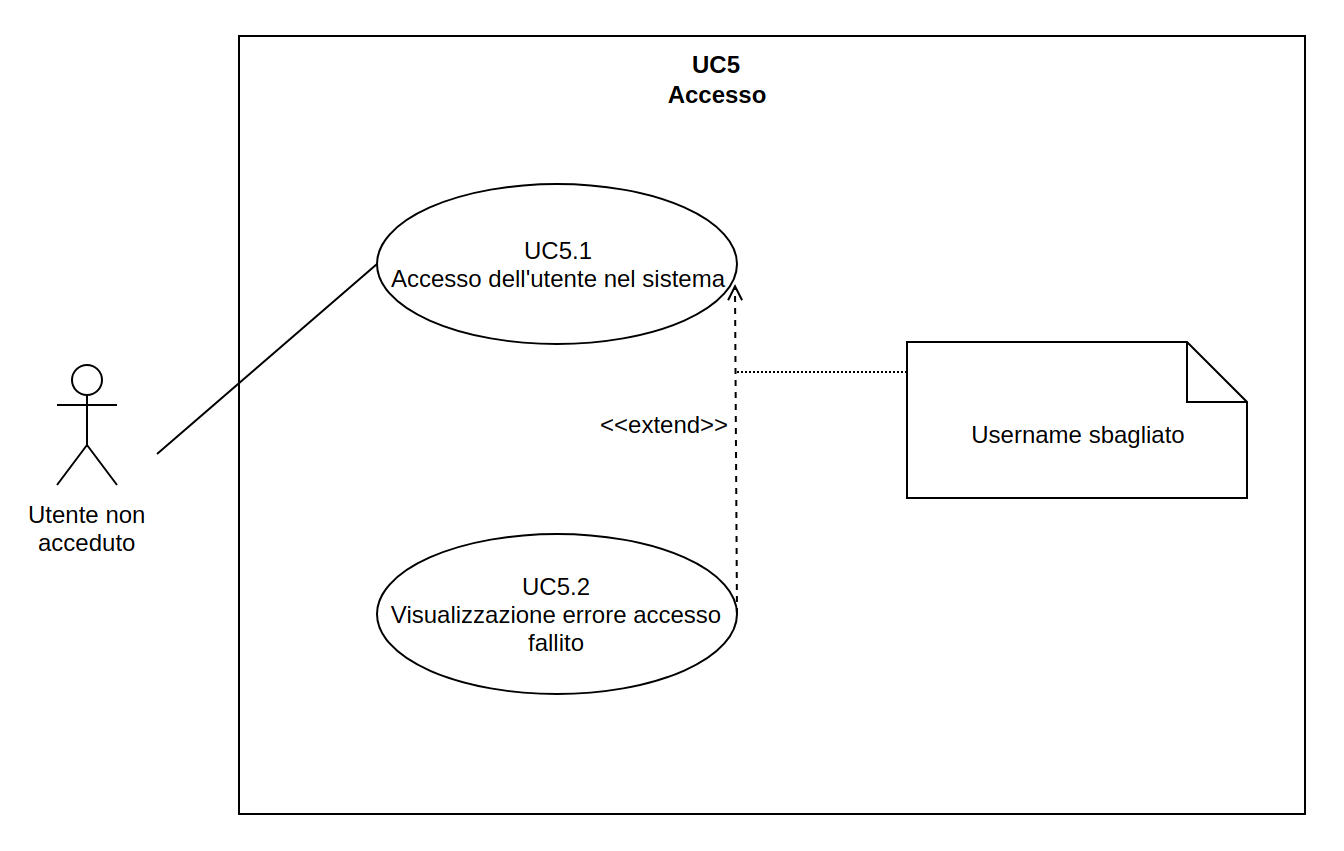 UC5
Accesso
UC5.1
Accesso dell'utente nel sistema
<<extend>>
Username sbagliato
Utente non
acceduto
UC5.2
Visualizzazione errore accesso
fallito